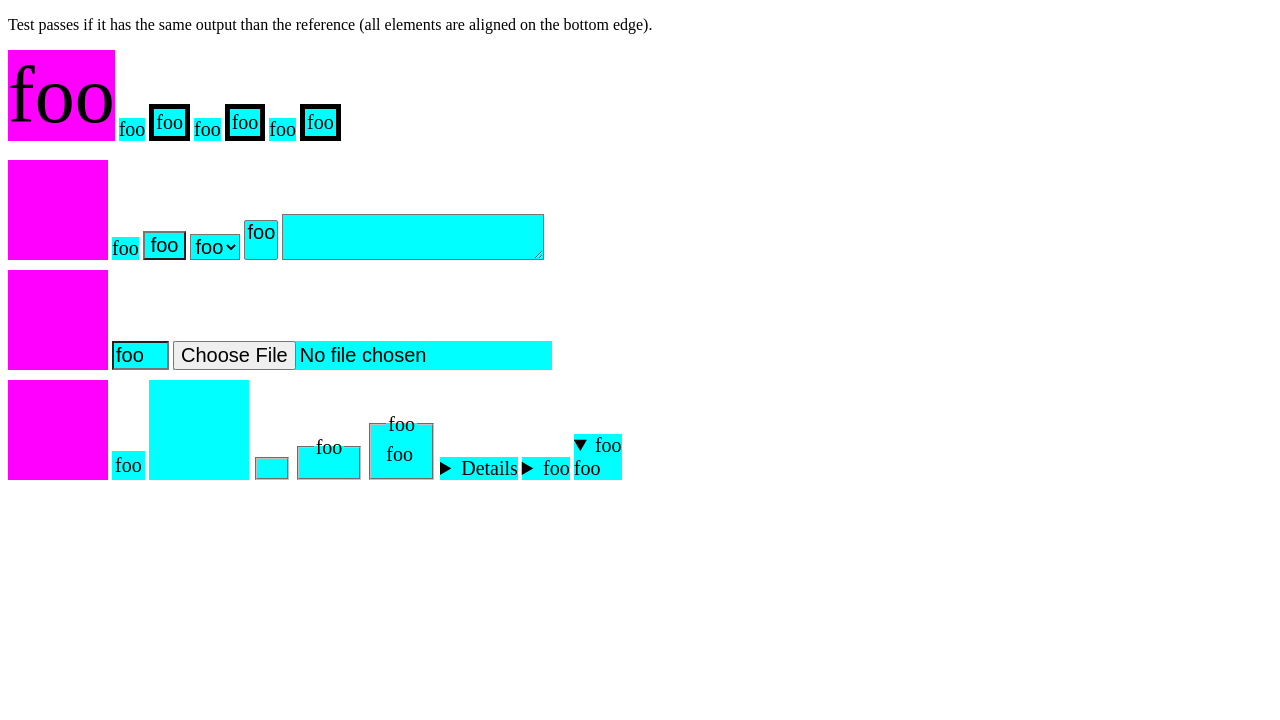 Test passes if it has the same output than the reference (all elements are aligned on the bottom edge).
foo foo foo foo foo foo foo
foo foo foo foo
foo Choose File No file chosen
foo foo foo foo Details foo foo
foo